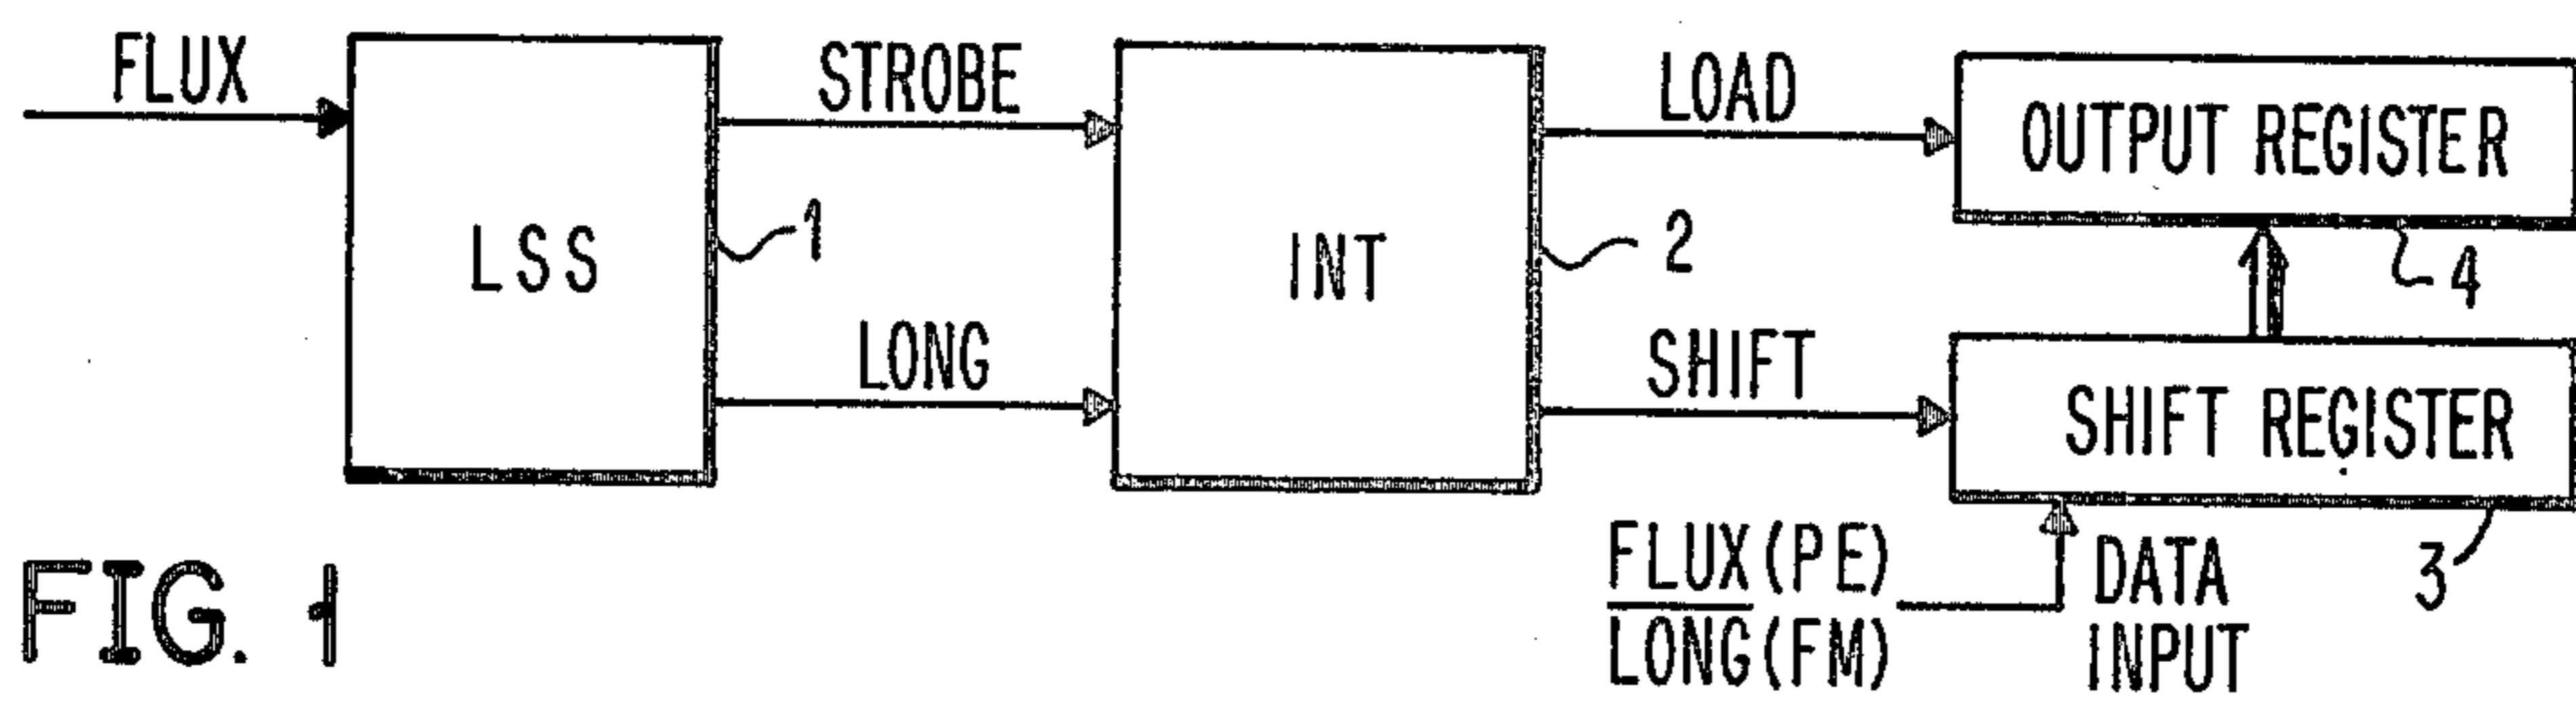 FLUX
LSS
1
STROBE
LONG
INT
2
LOAD
SHIFT
OUTPUT REGISTER
4
SHIFT REGISTER
3
FLUX(PE)
L̅O̅N̅G̅(FM)
DATA
INPUT
FIG. 1